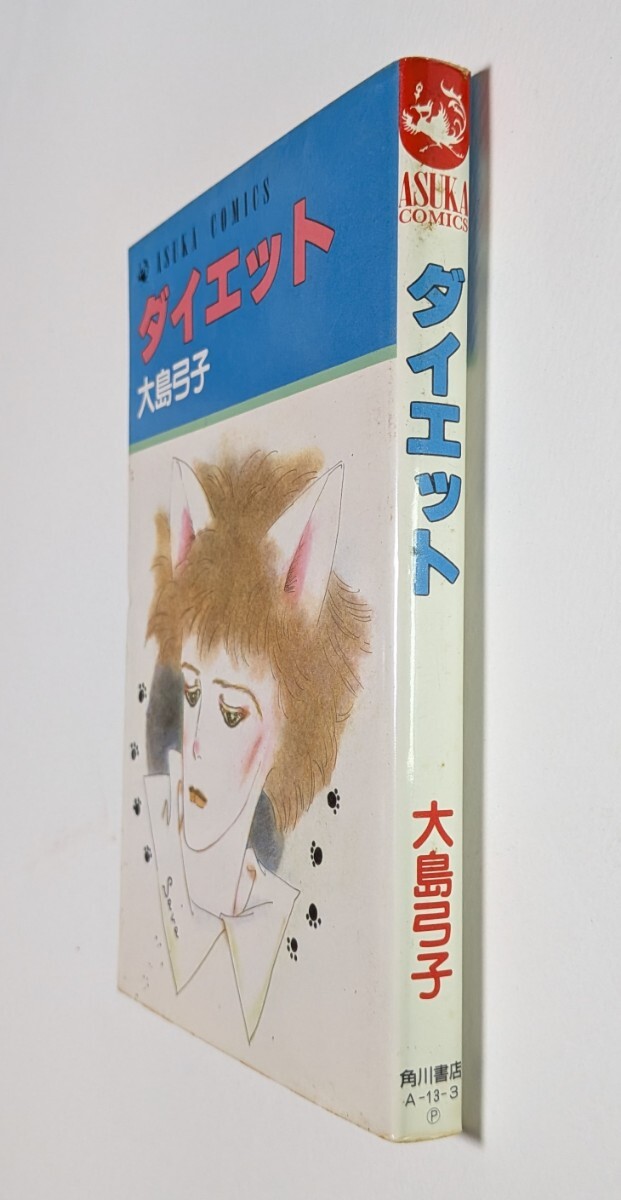 ASUKA COMICS
ダイエット
大島弓子
Sara
ASUKA
COMICS
ダイエット
大島弓子
角川書店
A-13-3
Ⓟ